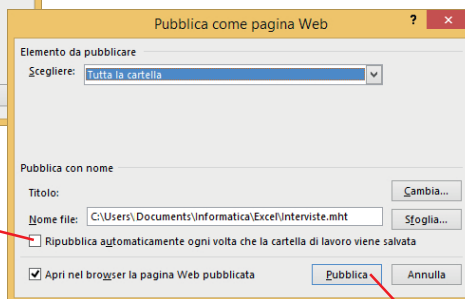 Pubblica come pagina Web
Elemento da pubblicare
Scegliere: Tutta la cartella
Pubblica con nome
Titolo: Cambia...
Nome file: C:\Users\Documents\Informatica\Excel\Interviste.mht Sfoglia...
Ripubblica automaticamente ogni volta che la cartella di lavoro viene salvata
Apri nel browser la pagina Web pubblicata Pubblica Annulla